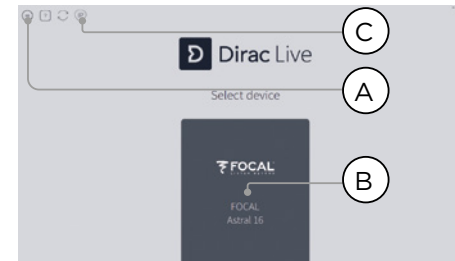 C
Dirac Live
Select device
A
FOCAL
B
FOCAL
Astral 16